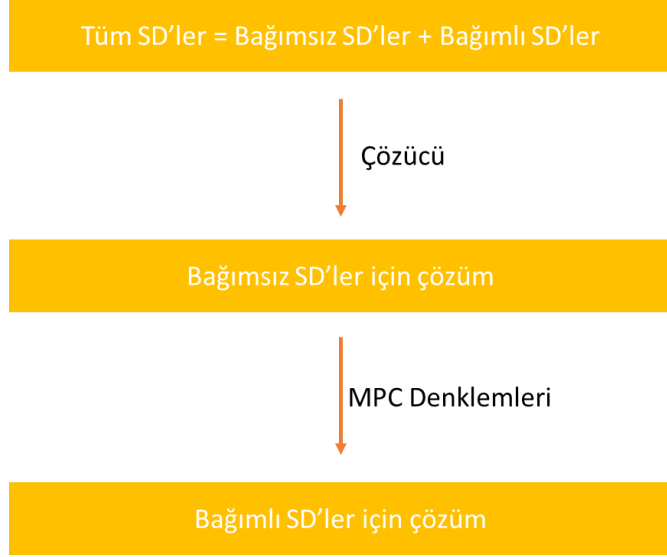 Tüm SD’ler = Bağımsız SD’ler + Bağımlı SD’ler
Çözücü
Bağımsız SD’ler için çözüm
MPC Denklemleri
Bağımlı SD’ler için çözüm